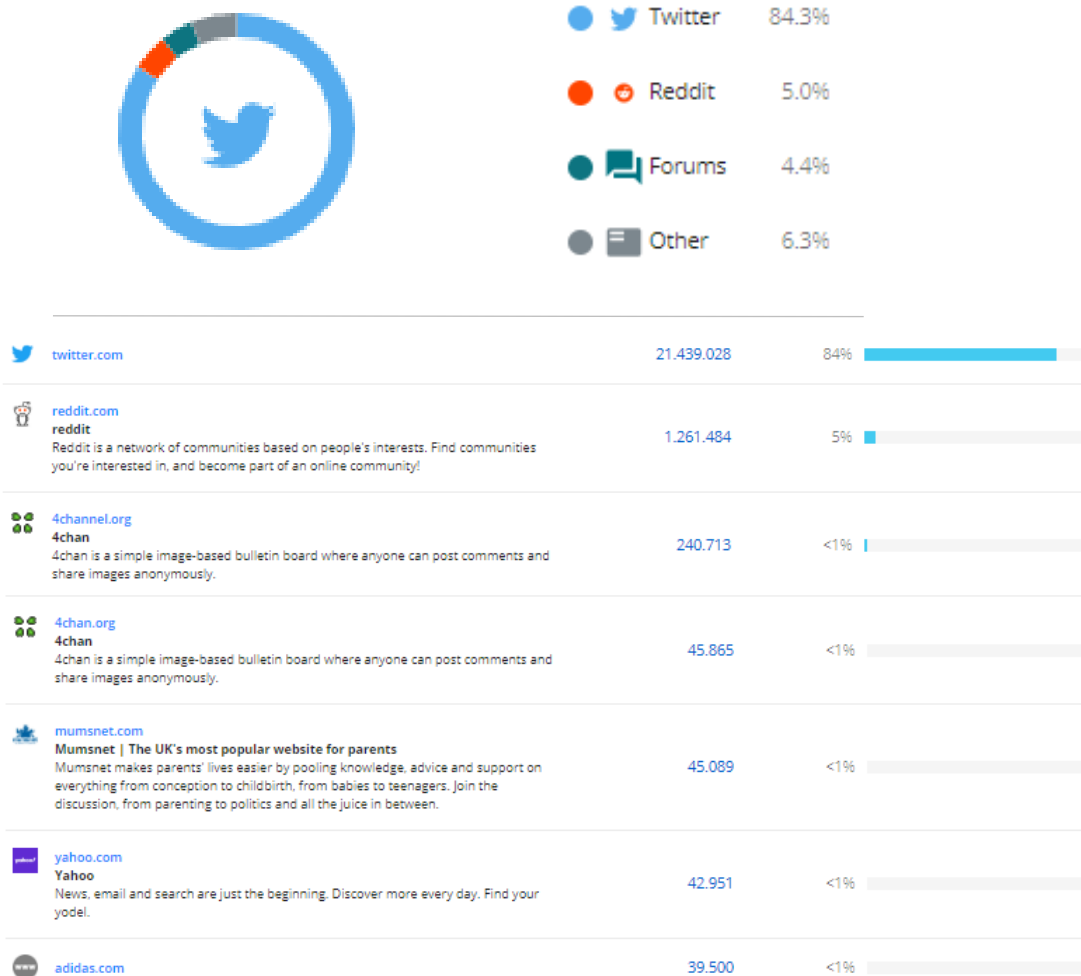 Twitter 84.3%
Reddit 5.0%
Forums 4.4%
Other 6.3%
twitter.com 21.439.028 84%
reddit.com
reddit
Reddit is a network of communities based on people's interests. Find communities
you're interested in, and become part of an online community!
1.261.484 5%
4channel.org
4chan
4chan is a simple image-based bulletin board where anyone can post comments and
share images anonymously.
240.713 <1%
4chan.org
4chan
4chan is a simple image-based bulletin board where anyone can post comments and
share images anonymously.
45.865 <1%
mumsnet.com
Mumsnet | The UK's most popular website for parents
Mumsnet makes parents' lives easier by pooling knowledge, advice and support on
everything from conception to childbirth, from babies to teenagers. Join the
discussion, from parenting to politics and all the juice in between.
45.089 <1%
yahoo!
yahoo.com
Yahoo
News, email and search are just the beginning. Discover more every day. Find your
yodel.
42.951 <1%
www
adidas.com 39.500 <1%